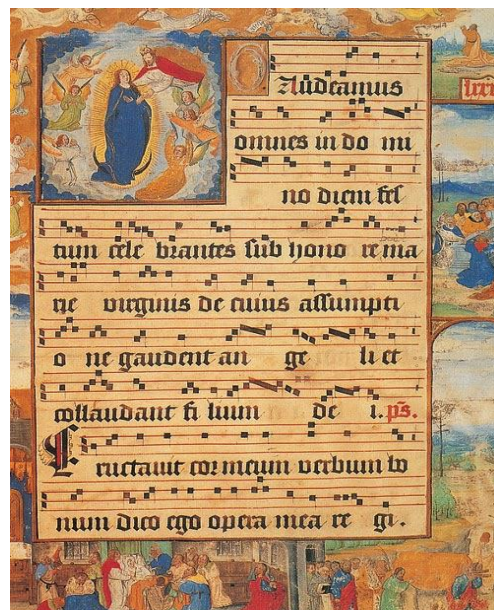 GAudeamus
omnes in do mi
no diem fes
tum cele brantes sub hono re ma
rie virginis de cuius assumpti
o ne gaudent an ge li et
collaudant fi lium de i. ps.
Eructauit cor meum verbum bo
num dico ego opera mea re gi.